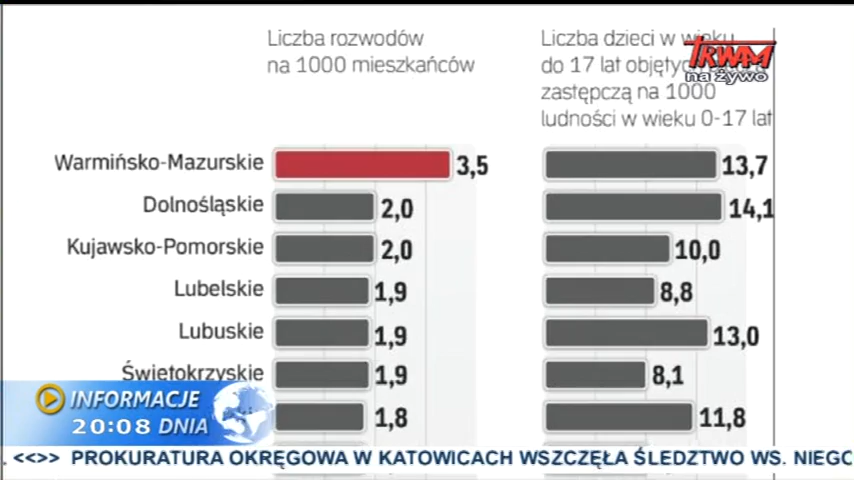 Liczba rozwodów
na 1000 mieszkańców
Liczba dzieci w wieku
do 17 lat objętych
zastępczą na 1000
ludności w wieku 0-17 lat
TRWAM
na żywo
Warmińsko-Mazurskie 3,5 13,7
Dolnośląskie 2,0 14,1
Kujawsko-Pomorskie 2,0 10,0
Lubelskie 1,9 8,8
Lubuskie 1,9 13,0
Świętokrzyskie 1,9 8,1
1,8 11,8
INFORMACJE
20:08 DNIA
. <<>> PROKURATURA OKRĘGOWA W KATOWICACH WSZCZĘŁA ŚLEDZTWO WS.